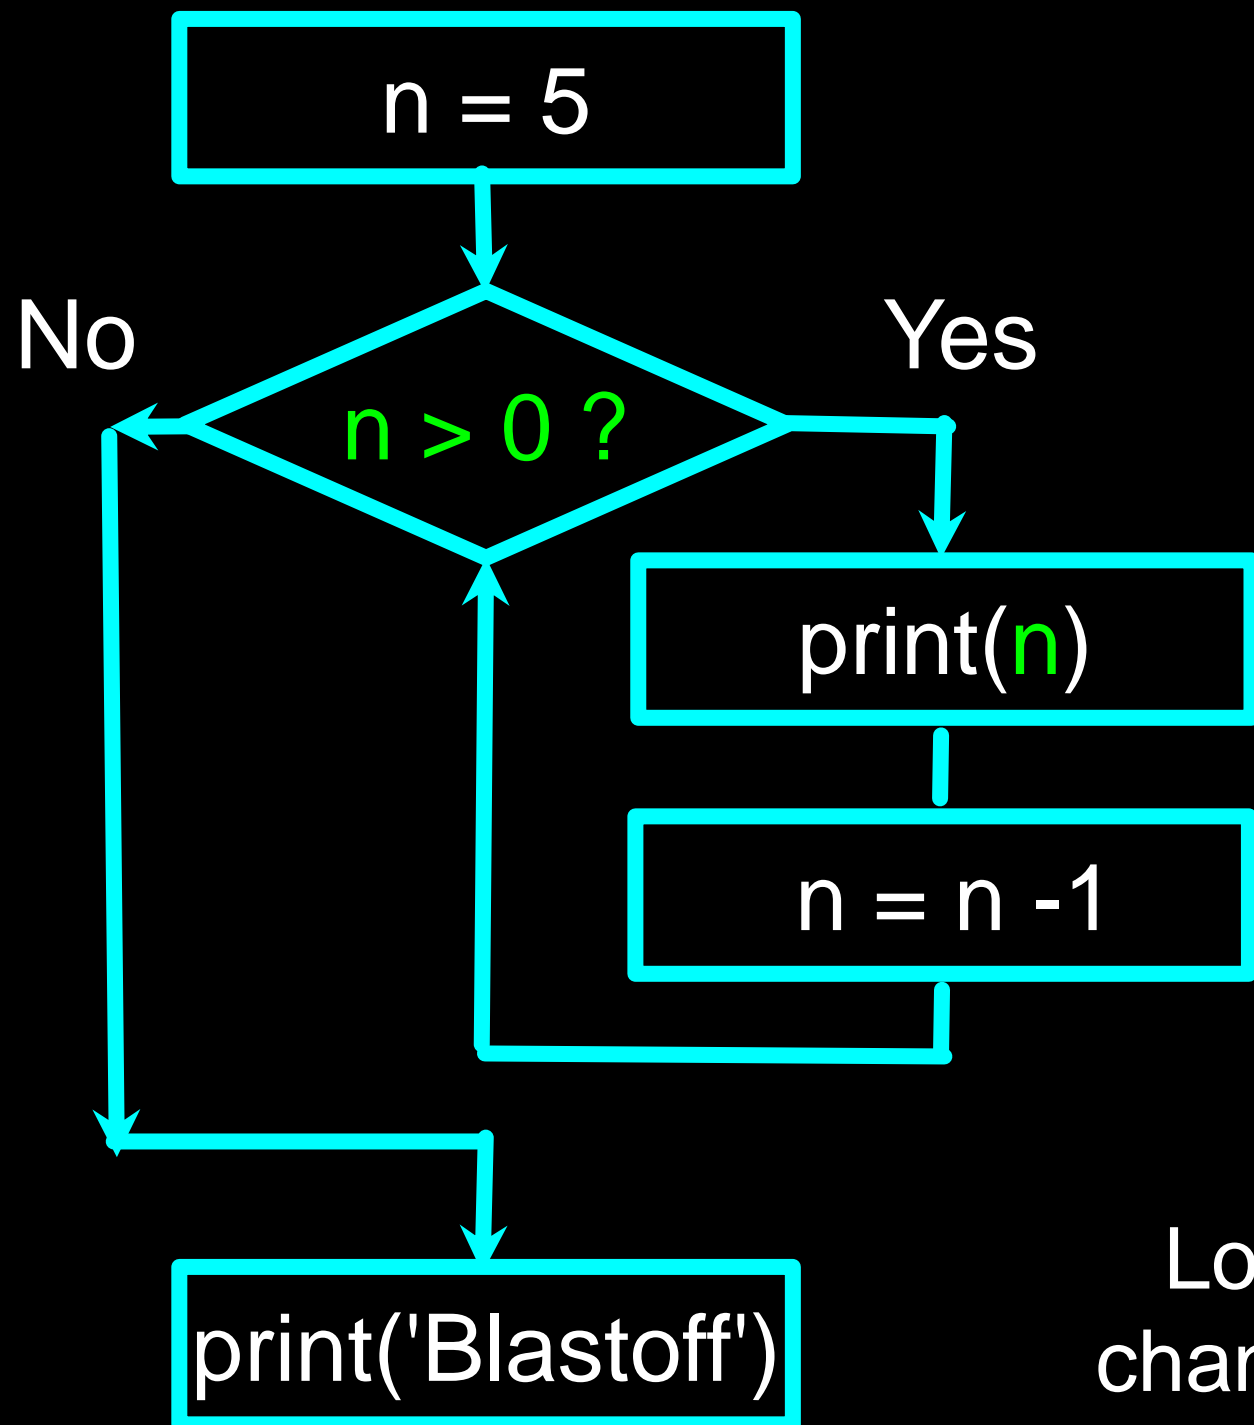 n = 5
No
Yes
n > 0 ?
print(n)
n = n -1
print('Blastoff')